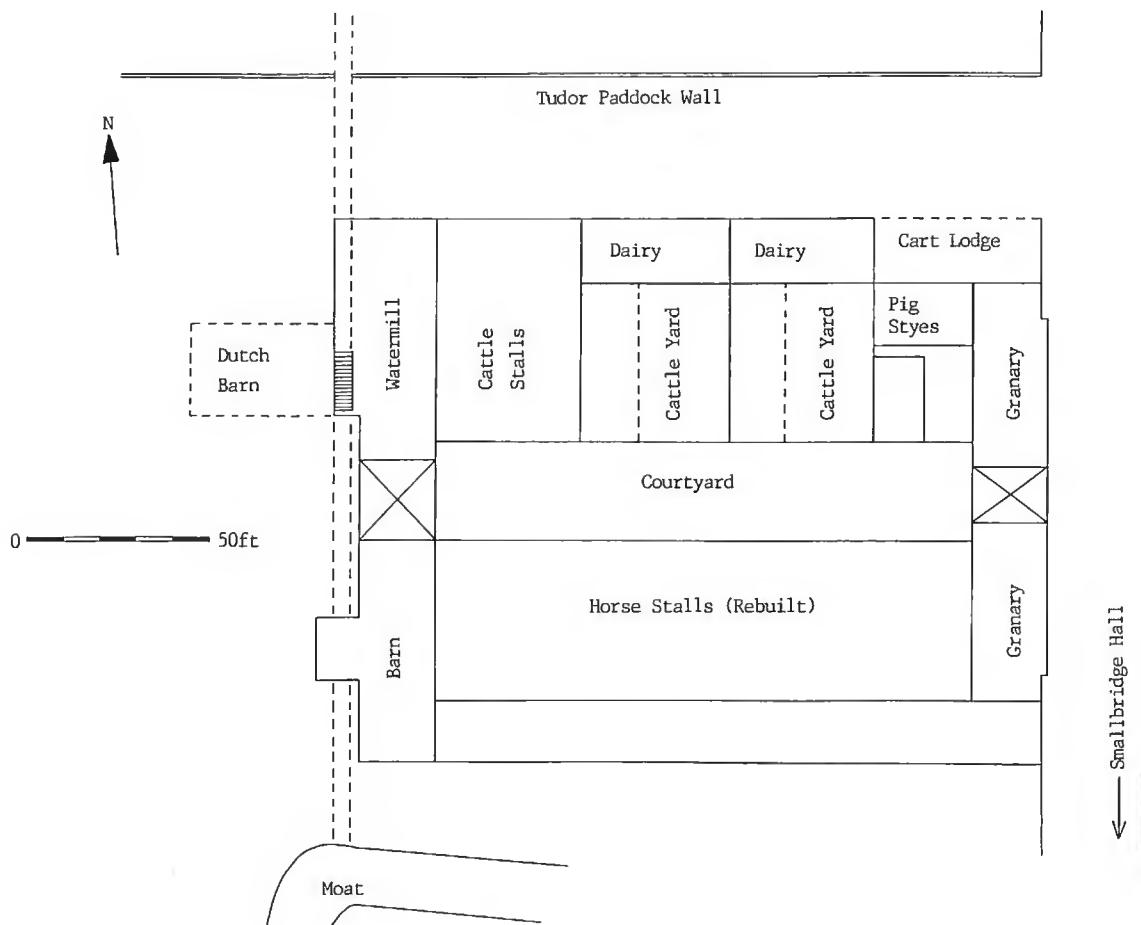 Tudor Paddock Wall
N
Dairy
Dairy
Cart Lodge
Dutch
Barn
Watermill
Cattle
Stalls
Cattle Yard
Cattle Yard
Pig
Styes
Granary
Courtyard
0
50ft
Horse Stalls (Rebuilt)
Barn
Granary
Smallbridge Hall
Moat